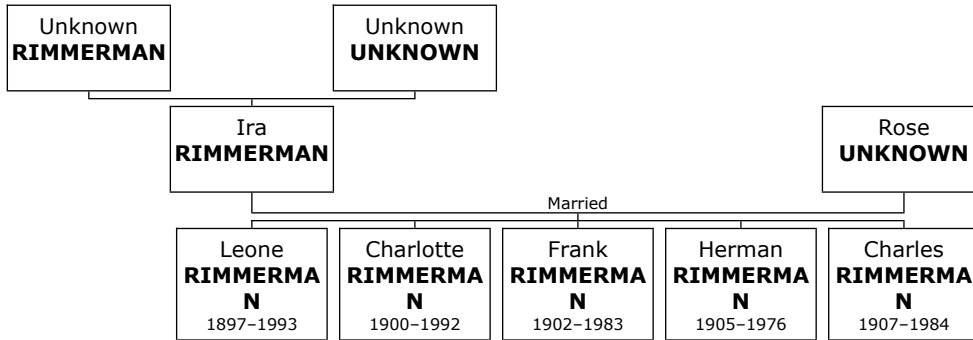 Unknown
RIMMERMAN
Unknown
UNKNOWN
Ira
RIMMERMAN
Rose
UNKNOWN
Married
Leone
RIMMERMA
N
1897–1993
Charlotte
RIMMERMA
N
1900–1992
Frank
RIMMERMA
N
1902–1983
Herman
RIMMERMA
N
1905–1976
Charles
RIMMERMA
N
1907–1984